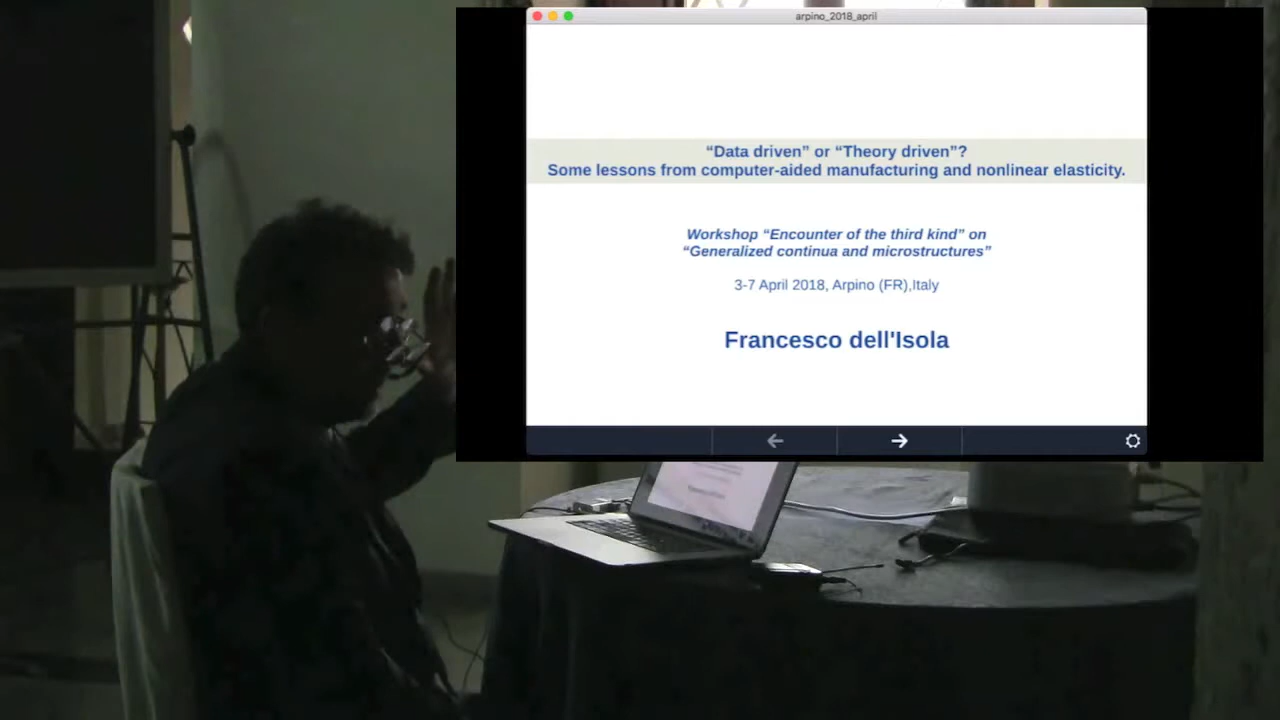 arpino_2018_april
“Data driven” or “Theory driven”?
Some lessons from computer-aided manufacturing and nonlinear elasticity.
Workshop “Encounter of the third kind” on
“Generalized continua and microstructures”
3-7 April 2018, Arpino (FR),Italy
Francesco dell'Isola